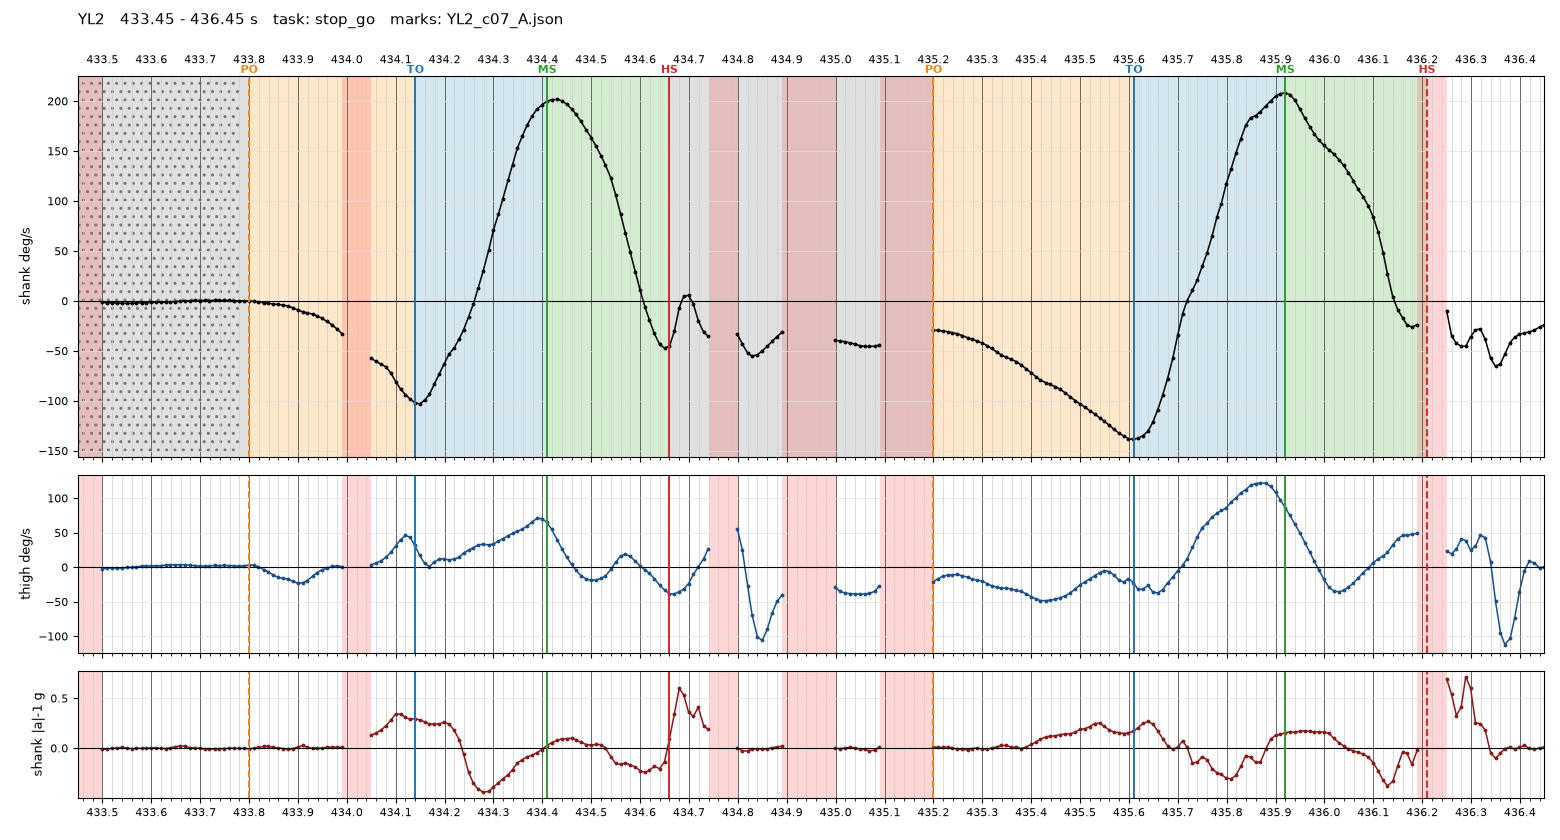 YL2   433.45 - 436.45 s   task: stop_go   marks: YL2_c07_A.json
433.5 433.6 433.7 433.8 433.9 434.0 434.1 434.2 434.3 434.4 434.5 434.6 434.7 434.8 434.9 435.0 435.1 435.2 435.3 435.4 435.5 435.6 435.7 435.8 435.9 436.0 436.1 436.2 436.3 436.4
PO TO MS HS PO TO MS HS
shank deg/s
200
150
100
50
0
−50
−100
−150
thigh deg/s
100
50
0
−50
−100
shank |a|-1 g
0.5
0.0
433.5 433.6 433.7 433.8 433.9 434.0 434.1 434.2 434.3 434.4 434.5 434.6 434.7 434.8 434.9 435.0 435.1 435.2 435.3 435.4 435.5 435.6 435.7 435.8 435.9 436.0 436.1 436.2 436.3 436.4